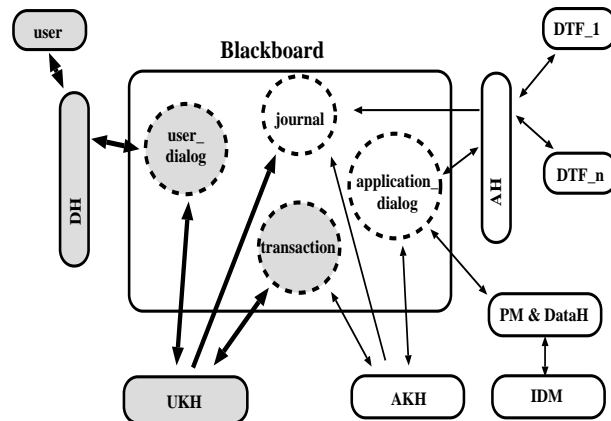 user
DTF_1
Blackboard
journal
user_
dialog
application_
dialog
DH
AH
DTF_n
transaction
PM & DataH
UKH
AKH
IDM